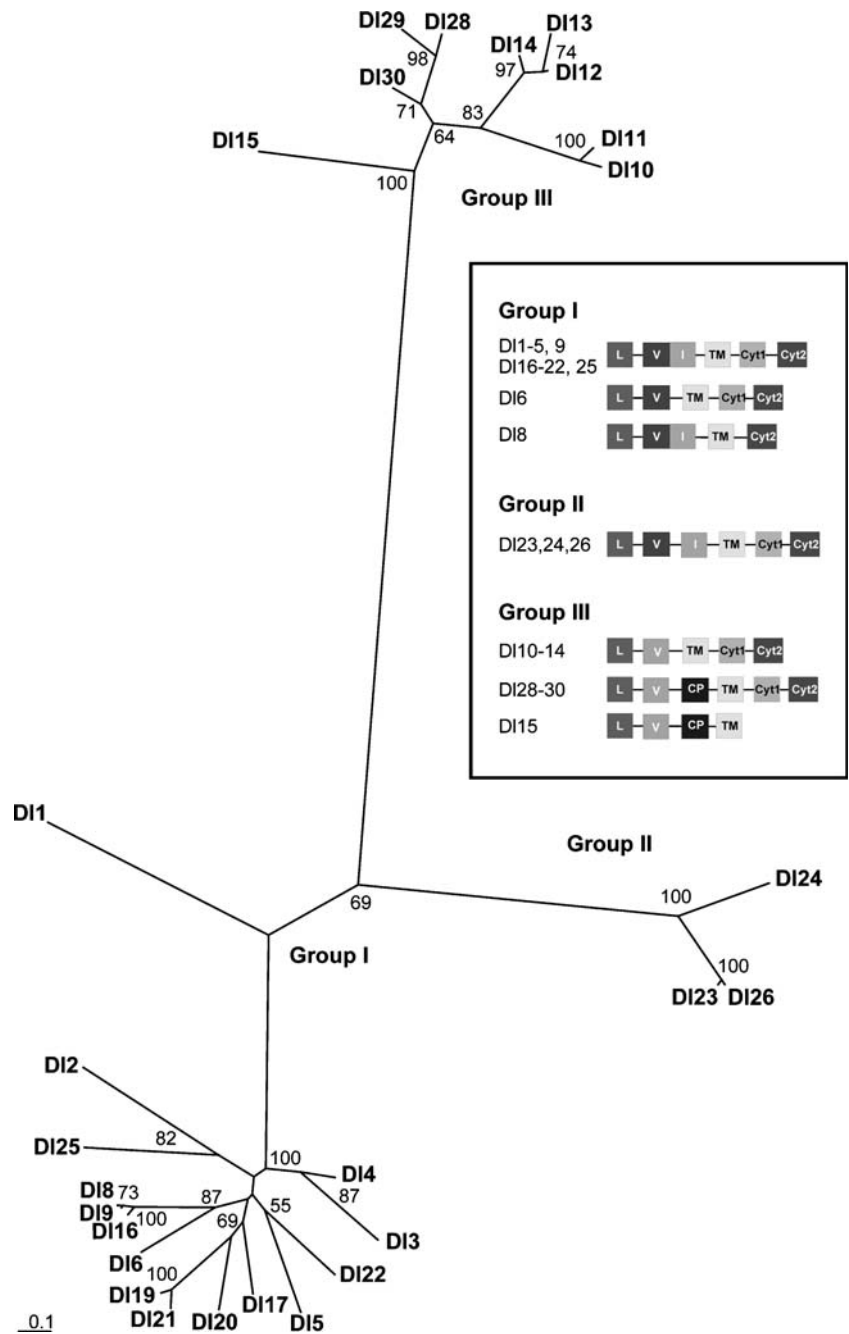 DI29 DI28
DI13
DI14 74
98 97 DI12
DI30
71 83
64
DI15 100 DI11
DI10
100
Group III
Group I
DI1-5, 9
DI16-22, 25
L V I TM Cyt1 Cyt2
DI6 L V TM Cyt1 Cyt2
DI8 L V I TM Cyt2
Group II
DI23,24,26 L V I TM Cyt1 Cyt2
Group III
DI10-14 L V TM Cyt1 Cyt2
DI28-30 L V CP TM Cyt1 Cyt2
DI15 L V CP TM
DI1
Group II
DI24
69 100
Group I
100
DI23 DI26
DI2
82
DI25
100 DI4
DI8 73 87 55 87
DI9
DI16 100 69 DI3
DI6
100 DI22
DI19
DI21 DI20 DI17 DI5
0.1